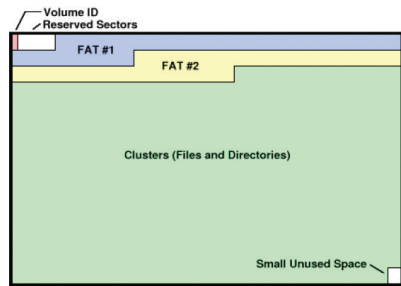 Volume ID
Reserved Sectors
FAT #1
FAT #2
Clusters (Files and Directories)
Small Unused Space